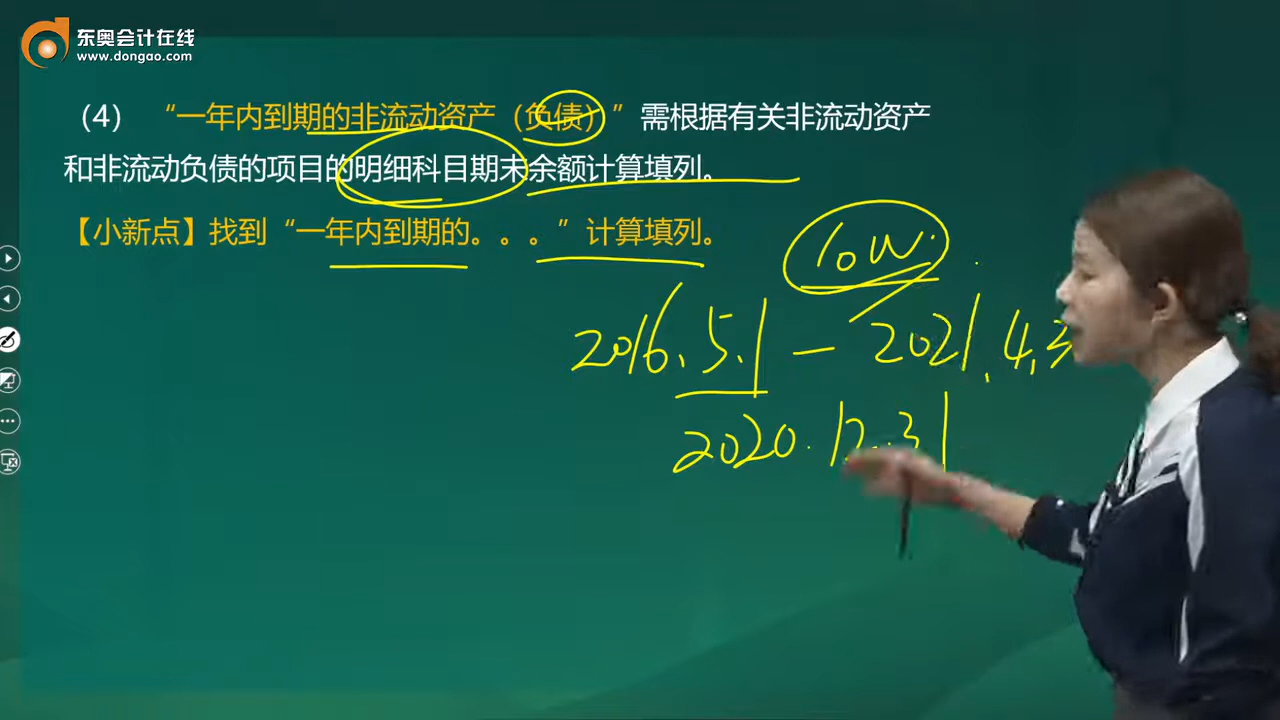 东奥会计在线
www.dongao.com
（4）“一年内到期的非流动资产（负债）”需根据有关非流动资产
和非流动负债的项目的明细科目期末余额计算填列。
【小新点】找到“一年内到期的。。。”计算填列。
10W.
2016.5.1—2021.4.3
2020.12.31